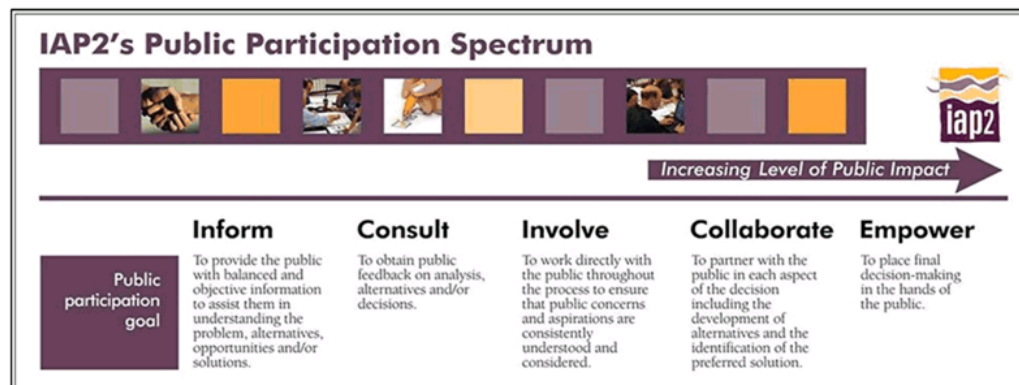 IAP2's Public Participation Spectrum
iap2
Increasing Level of Public Impact
Public
participation
goal
Inform
To provide the public
with balanced and
objective information
to assist them in
understanding the
problem, alternatives,
opportunities and/or
solutions.
Consult
To obtain public
feedback on analysis,
alternatives and/or
decisions.
Involve
To work directly with
the public throughout
the process to ensure
that public concerns
and aspirations are
consistently
understood and
considered.
Collaborate
To partner with the
public in each aspect
of the decision
including the
development of
alternatives and the
identification of the
preferred solution.
Empower
To place final
decision-making
in the hands of
the public.